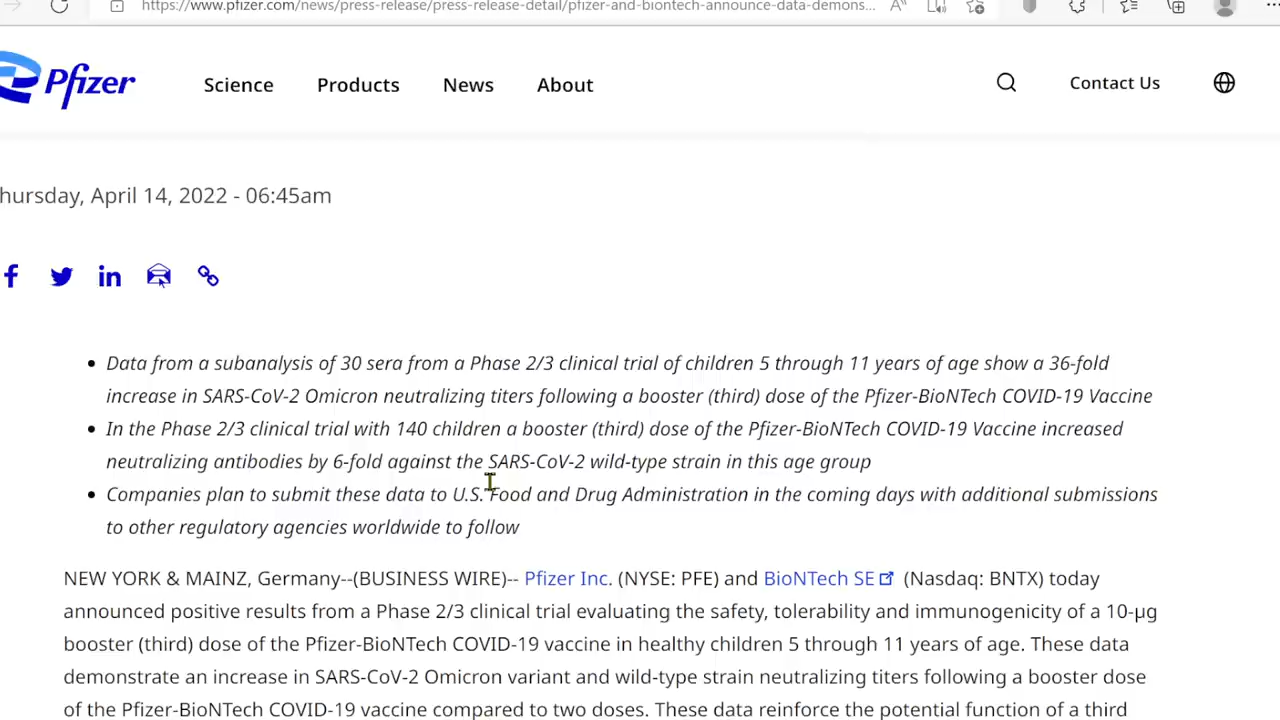 https://www.pfizer.com/news/press-release/press-release-detail/pfizer-and-biontech-announce-data-demons...
Pfizer Science Products News About Contact Us
hursday, April 14, 2022 - 06:45am
Data from a subanalysis of 30 sera from a Phase 2/3 clinical trial of children 5 through 11 years of age show a 36-fold
increase in SARS-CoV-2 Omicron neutralizing titers following a booster (third) dose of the Pfizer-BioNTech COVID-19 Vaccine
In the Phase 2/3 clinical trial with 140 children a booster (third) dose of the Pfizer-BioNTech COVID-19 Vaccine increased
neutralizing antibodies by 6-fold against the SARS-CoV-2 wild-type strain in this age group
Companies plan to submit these data to U.S. Food and Drug Administration in the coming days with additional submissions
to other regulatory agencies worldwide to follow
NEW YORK & MAINZ, Germany--(BUSINESS WIRE)-- Pfizer Inc. (NYSE: PFE) and BioNTech SE (Nasdaq: BNTX) today
announced positive results from a Phase 2/3 clinical trial evaluating the safety, tolerability and immunogenicity of a 10-µg
booster (third) dose of the Pfizer-BioNTech COVID-19 vaccine in healthy children 5 through 11 years of age. These data
demonstrate an increase in SARS-CoV-2 Omicron variant and wild-type strain neutralizing titers following a booster dose
of the Pfizer-BioNTech COVID-19 vaccine compared to two doses. These data reinforce the potential function of a third